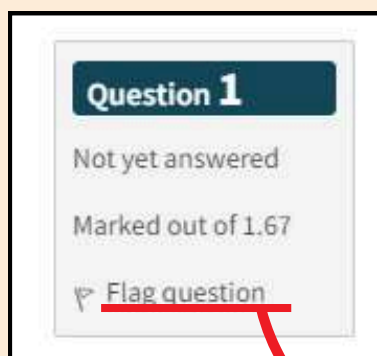 Question 1
Not yet answered
Marked out of 1.67
Flag question